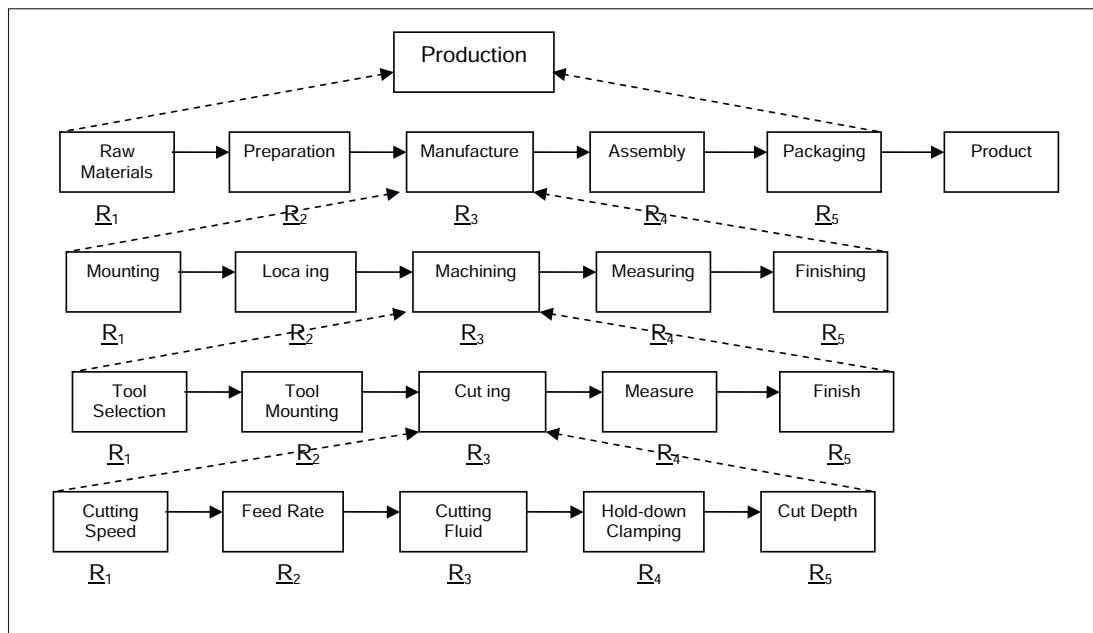 Production
Raw
Materials
Preparation
Manufacture
Assembly
Packaging
Product
R1
R2
R3
R4
R5
Mounting
Loca ing
Machining
Measuring
Finishing
R1
R2
R3
R4
R5
Tool
Selection
Tool
Mounting
Cut ing
Measure
Finish
R1
R2
R3
R4
R5
Cutting
Speed
Feed Rate
Cutting
Fluid
Hold-down
Clamping
Cut Depth
R1
R2
R3
R4
R5